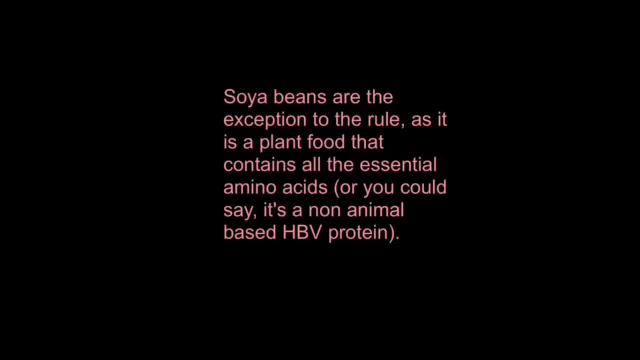 Soya beans are the
exception to the rule, as it
is a plant food that
contains all the essential
amino acids (or you could
say, it's a non animal
based HBV protein).